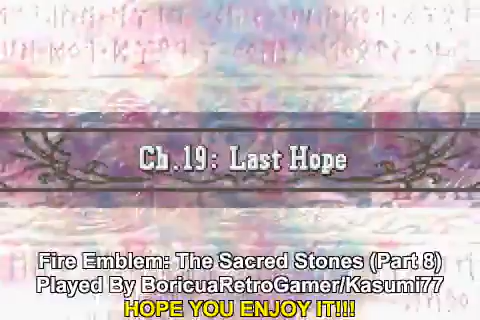 Ch.19: Last Hope
Fire Emblem: The Sacred Stones (Part 8)
Played By BoricuaRetroGamer/Kasumi77
HOPE YOU ENJOY IT!!!